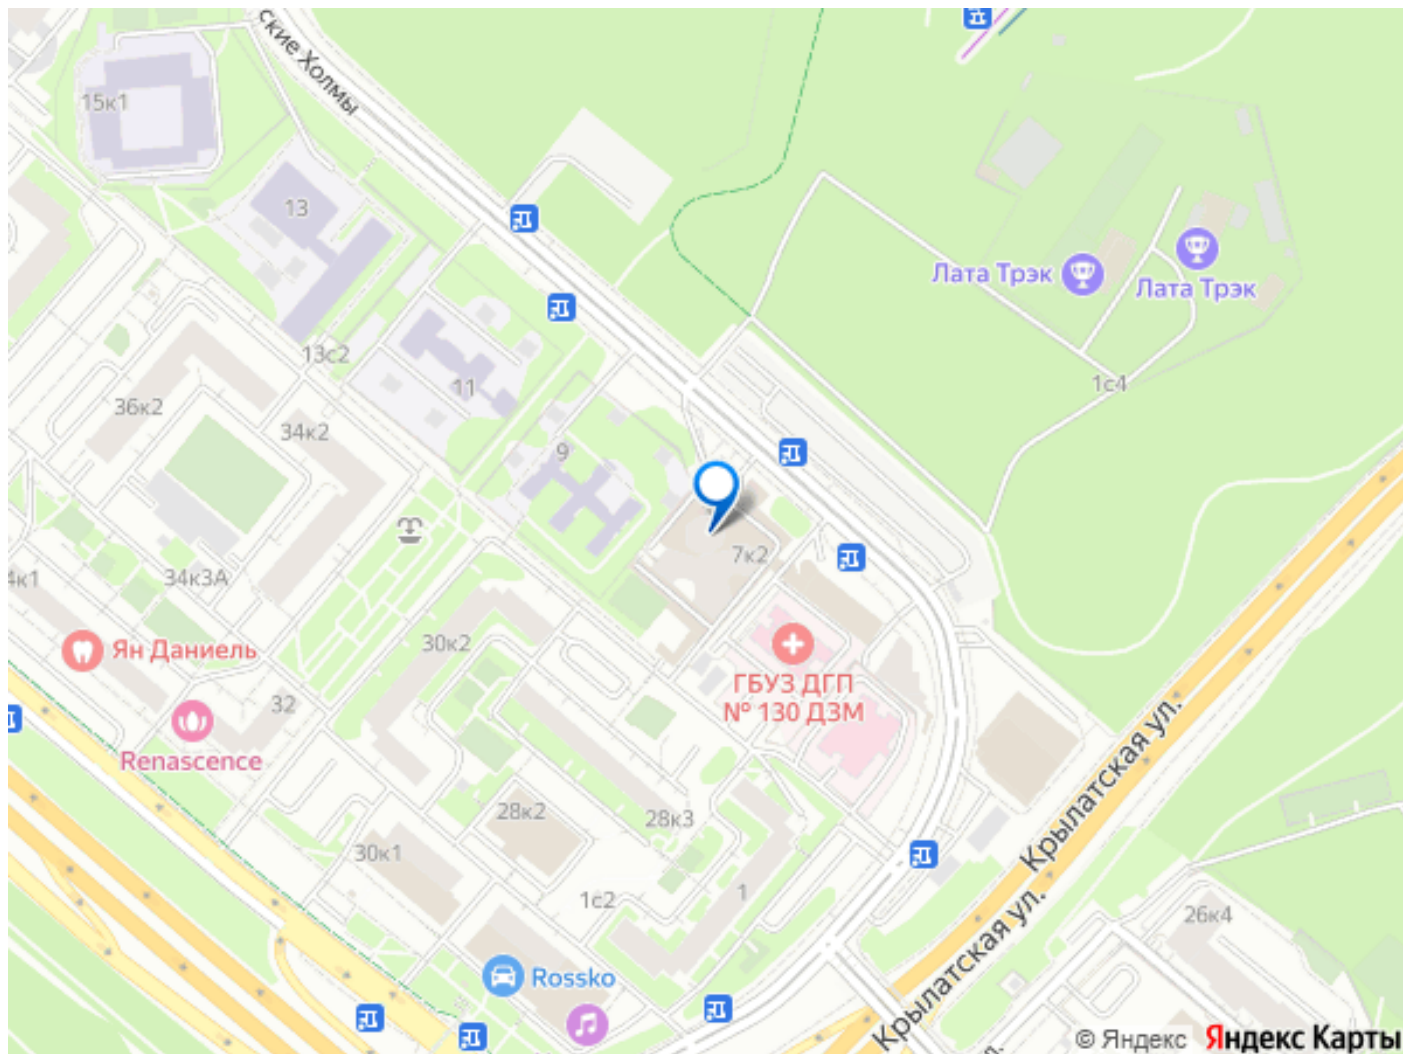 ские Холмы
15к1
13
Лата Трэк
Лата Трэк
13с2
11
1с4
36к2
34к2
9
7к2
4к1
34к3А
30к2
Ян Даниель
ГБУЗ ДГП
№ 130 ДЗМ
32
Renascence
Крылатская ул.
28к2
28к3
30к1
1
1с2
26к4
Крылатская ул.
Rossko
л.
© Яндекс Яндекс Карты